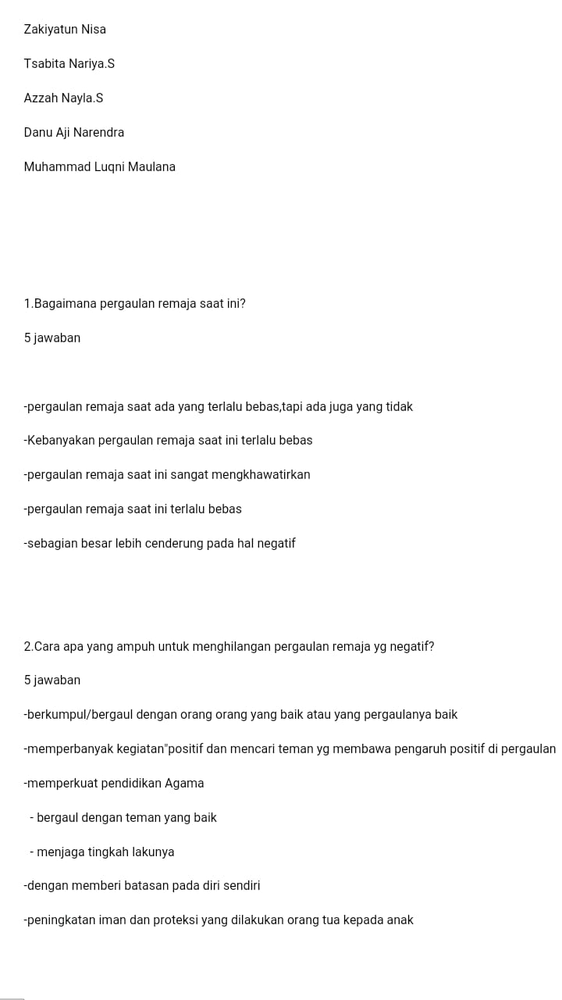 Zakiyatun Nisa
Tsabita Nariya.S
Azzah Nayla.S
Danu Aji Narendra
Muhammad Luqni Maulana
1.Bagaimana pergaulan remaja saat ini?
5 jawaban
-pergaulan remaja saat ada yang terlalu bebas,tapi ada juga yang tidak
-Kebanyakan pergaulan remaja saat ini terlalu bebas
-pergaulan remaja saat ini sangat mengkhawatirkan
-pergaulan remaja saat ini terlalu bebas
-sebagian besar lebih cenderung pada hal negatif
2.Cara apa yang ampuh untuk menghilangan pergaulan remaja yg negatif?
5 jawaban
-berkumpul/bergaul dengan orang orang yang baik atau yang pergaulanya baik
-memperbanyak kegiatan"positif dan mencari teman yg membawa pengaruh positif di pergaulan
-memperkuat pendidikan Agama
- bergaul dengan teman yang baik
- menjaga tingkah lakunya
-dengan memberi batasan pada diri sendiri
-peningkatan iman dan proteksi yang dilakukan orang tua kepada anak